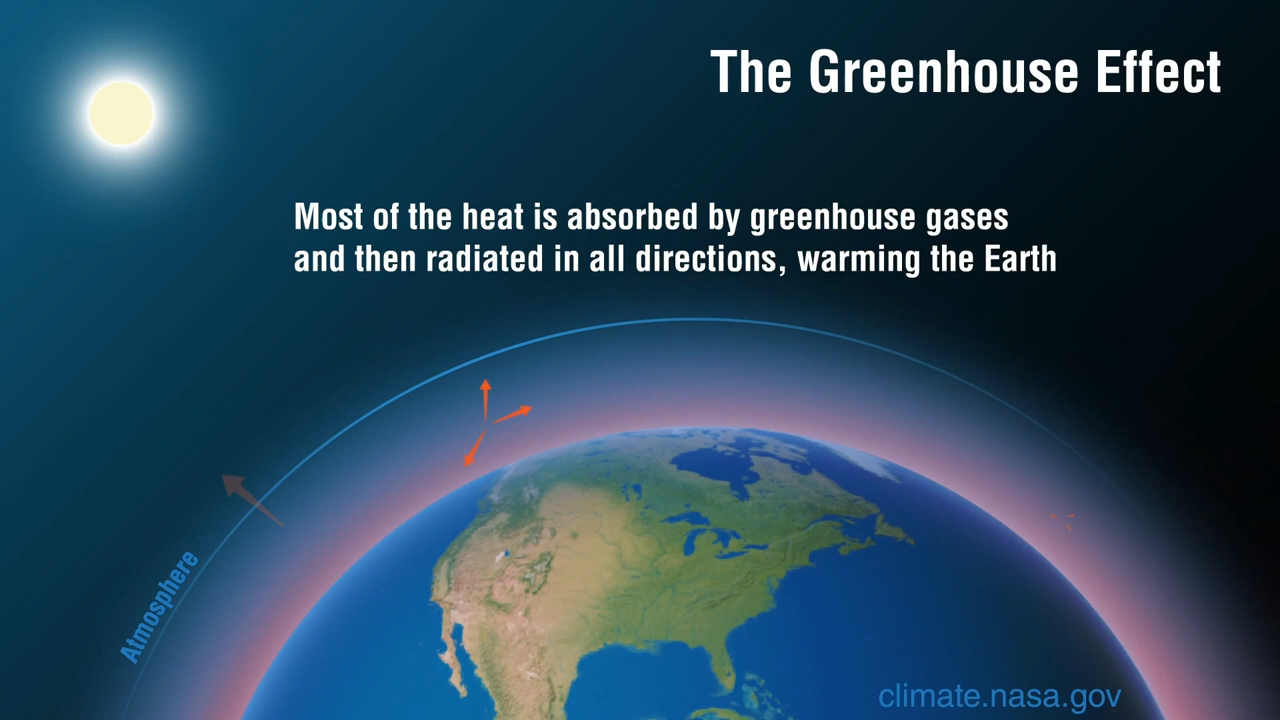 The Greenhouse Effect
Most of the heat is absorbed by greenhouse gases
and then radiated in all directions, warming the Earth
Atmosphere
climate.nasa.gov